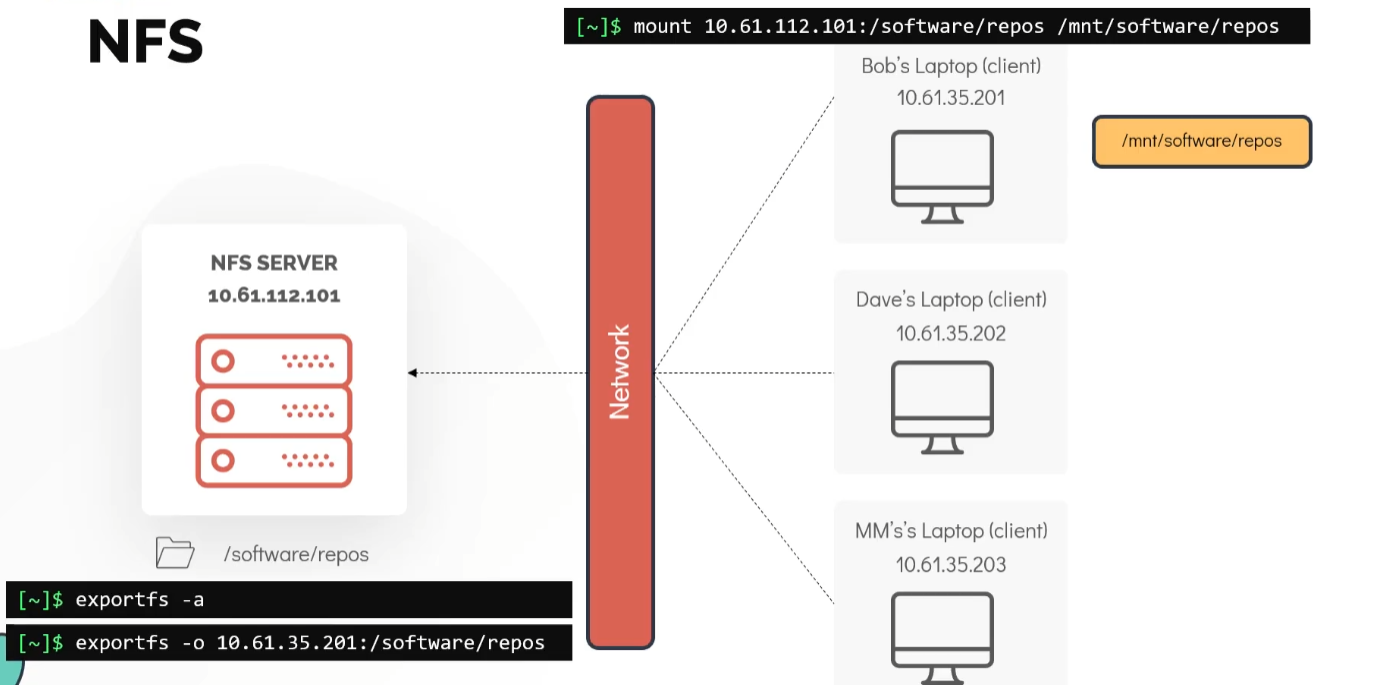 NFS
[~]$ mount 10.61.112.101:/software/repos /mnt/software/repos
Bob's Laptop (client)
10.61.35.201
/mnt/software/repos
NFS SERVER
10.61.112.101
Network
Dave's Laptop (client)
10.61.35.202
MM's's Laptop (client)
10.61.35.203
/software/repos
[~]$ exportfs -a
[~]$ exportfs -o 10.61.35.201:/software/repos